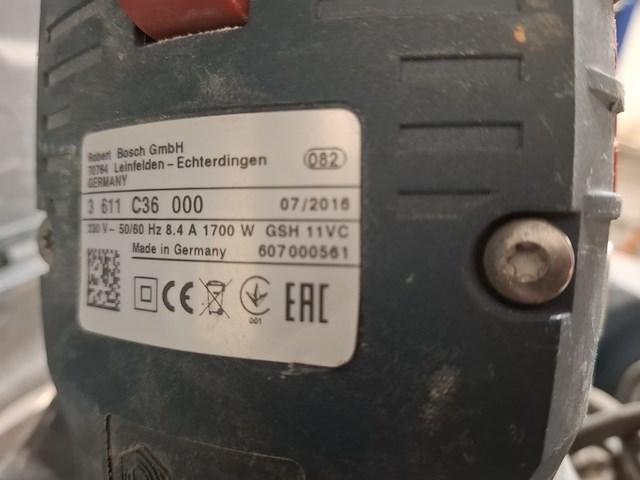 Robert Bosch GmbH
70764 Leinfelden - Echterdingen
GERMANY
082
3 611 C36 000
07/2016
230 V~ 50/60 Hz 8.4 A 1700 W GSH 11VC
Made in Germany 607000561
CE
001
EAC